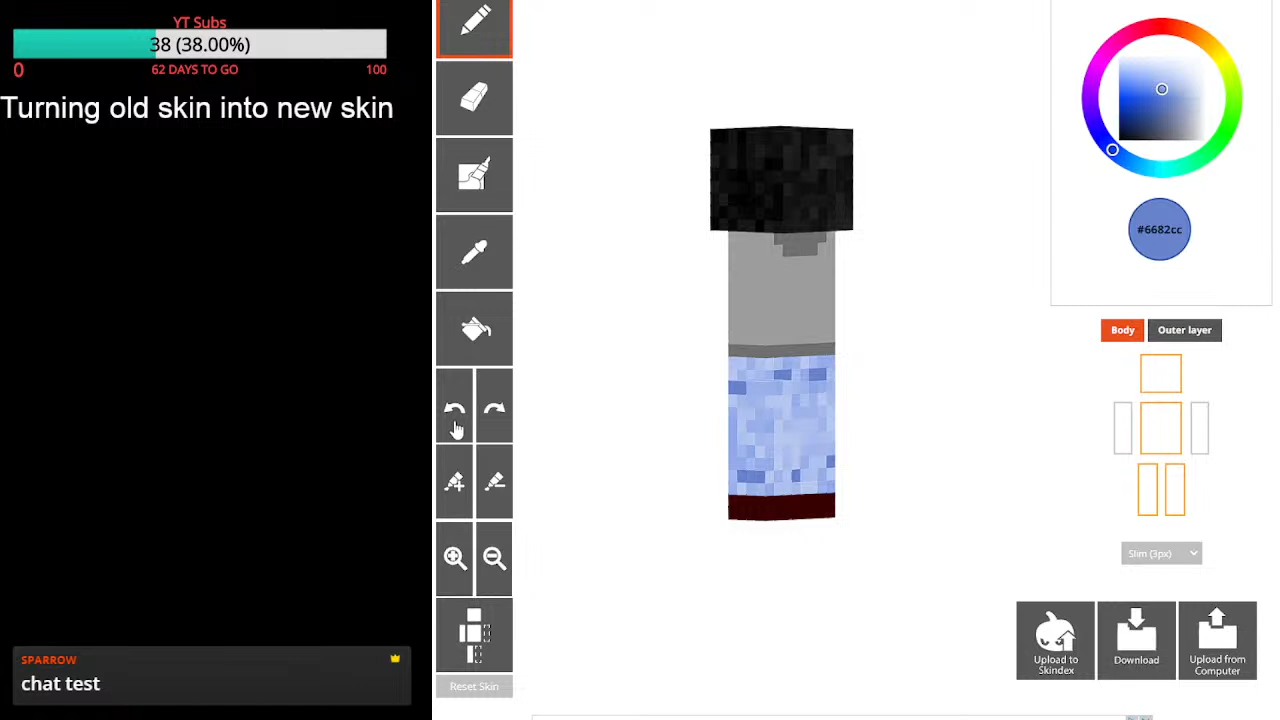 YT Subs
38 (38.00%)
0 62 DAYS TO GO 100
Turning old skin into new skin
SPARROW
chat test
#6682cc
Body Outer layer
Slim (3px)
Upload to Skindex
Download
Upload from Computer
Reset Skin